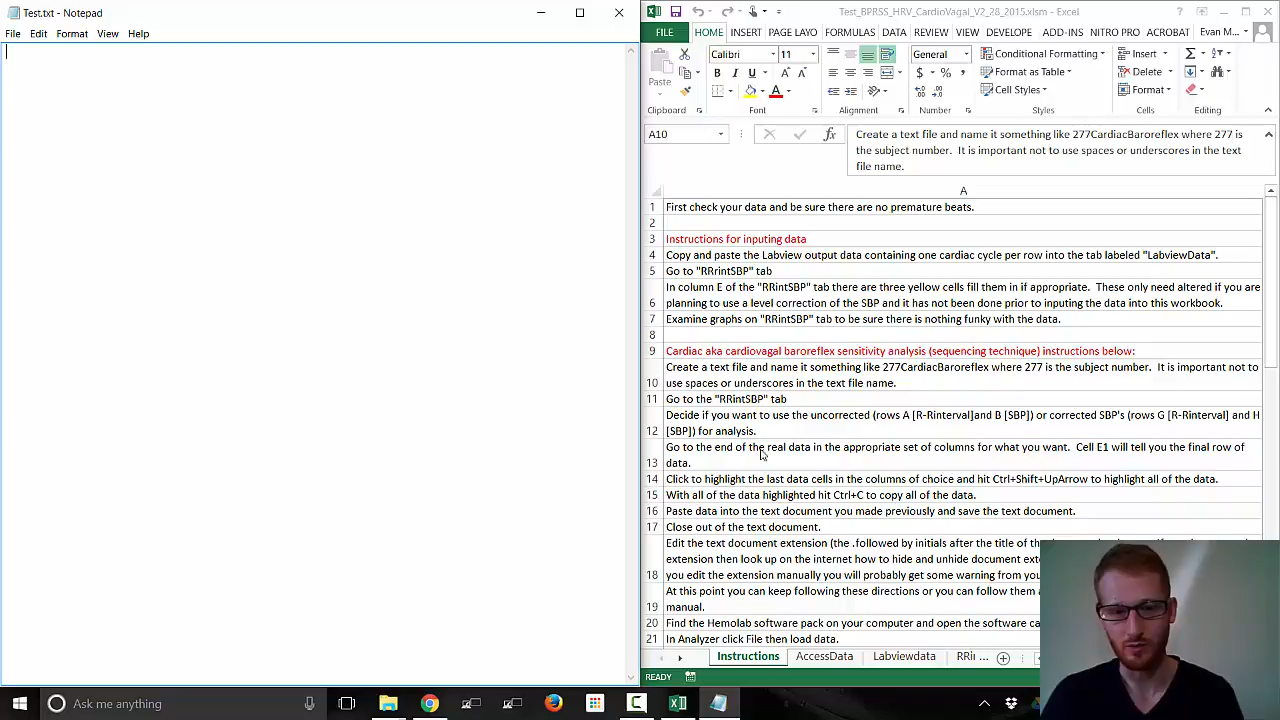 Test.txt - Notepad
File Edit Format View Help
Test_BPRSS_HRV_CardioVagal_V2_28_2015.xlsm - Excel
FILE HOME INSERT PAGE LAYO FORMULAS DATA REVIEW VIEW DEVELOPE ADD-INS NITRO PRO ACROBAT Evan M...
Paste
Calibri 11
B I U
A A
A
General
$ % ,
Conditional Formatting
Format as Table
Cell Styles
Insert
Delete
Format
Clipboard Font Alignment Number Styles Cells Editing
A10
fx
Create a text file and name it something like 277CardiacBaroreflex where 277 is
the subject number. It is important not to use spaces or underscores in the text
file name.
A
1 First check your data and be sure there are no premature beats.
2
3 Instructions for inputing data
4 Copy and paste the Labview output data containing one cardiac cycle per row into the tab labeled "LabviewData".
5 Go to "RRrintSBP" tab
In column E of the "RRintSBP" tab there are three yellow cells fill them in if appropriate. These only need altered if you are
6 planning to use a level correction of the SBP and it has not been done prior to inputing the data into this workbook.
7 Examine graphs on "RRintSBP" tab to be sure there is nothing funky with the data.
8
9 Cardiac aka cardiovagal baroreflex sensitivity analysis (sequencing technique) instructions below:
Create a text file and name it something like 277CardiacBaroreflex where 277 is the subject number. It is important not to
10 use spaces or underscores in the text file name.
11 Go to the "RRintSBP" tab
Decide if you want to use the uncorrected (rows A [R-Rinterval]and B [SBP]) or corrected SBP's (rows G [R-Rinterval] and H
12 [SBP]) for analysis.
Go to the end of the real data in the appropriate set of columns for what you want. Cell E1 will tell you the final row of
13 data.
14 Click to highlight the last data cells in the columns of choice and hit Ctrl+Shift+UpArrow to highlight all of the data.
15 With all of the data highlighted hit Ctrl+C to copy all of the data.
16 Paste data into the text document you made previously and save the text document.
17 Close out of the text document.
Edit the text document extension (the .followed by initials after the title of the
extension then look up on the internet how to hide and unhide document ext
18 you edit the extension manually you will probably get some warning from you
At this point you can keep following these directions or you can follow them
19 manual.
20 Find the Hemolab software pack on your computer and open the software ca
21 In Analyzer click File then load data.
Instructions AccessData Labviewdata RRi ...
READY
Ask me anything